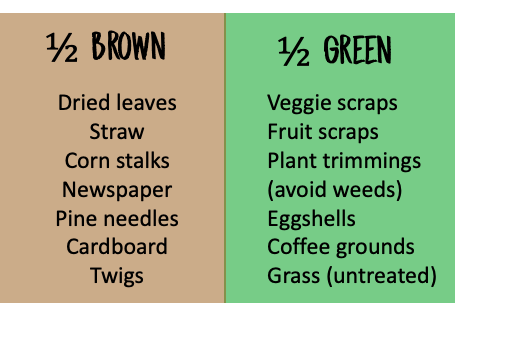 ½ BROWN
Dried leaves
Straw
Corn stalks
Newspaper
Pine needles
Cardboard
Twigs
½ GREEN
Veggie scraps
Fruit scraps
Plant trimmings
(avoid weeds)
Eggshells
Coffee grounds
Grass (untreated)